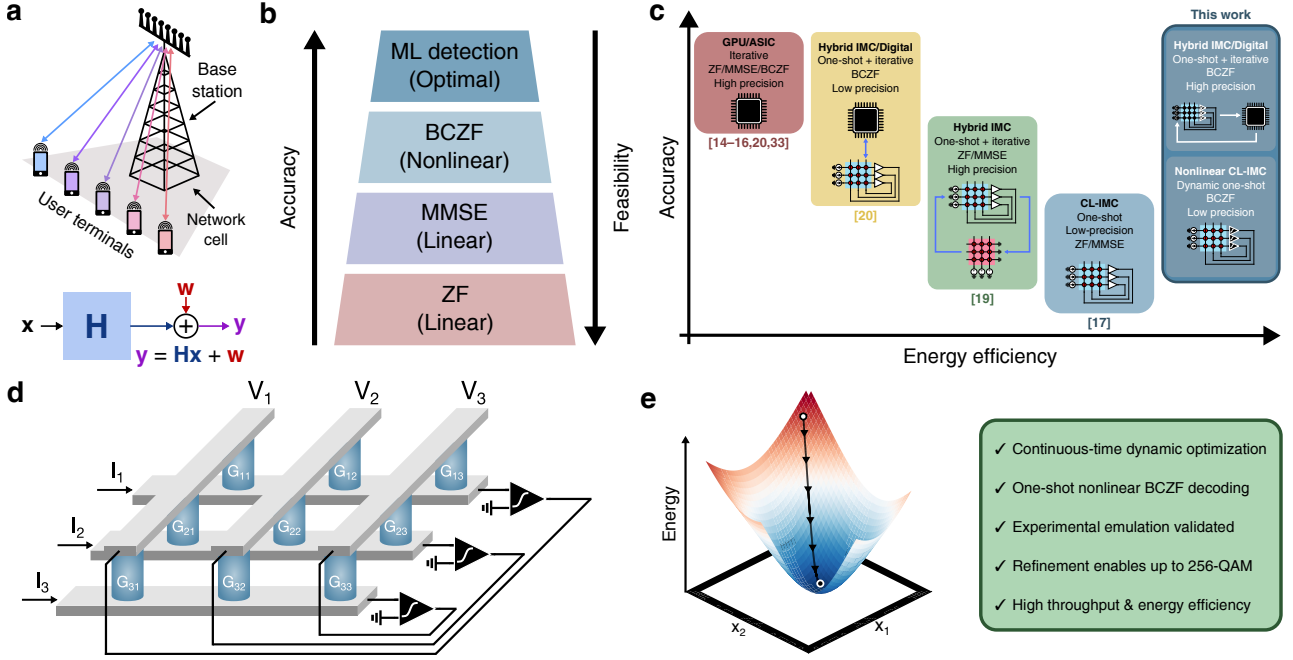 a
Base
station
User terminals
Network
cell
w
x
H
+
y
y = Hx + w
b
Accuracy
ML detection
(Optimal)
BCZF
(Nonlinear)
MMSE
(Linear)
ZF
(Linear)
Feasibility
c
Accuracy
GPU/ASIC
Iterative
ZF/MMSE/BCZF
High precision
[14–16,20,33]
Hybrid IMC/Digital
One-shot + iterative
BCZF
Low precision
[20]
Hybrid IMC
One-shot + iterative
ZF/MMSE
High precision
[19]
CL-IMC
One-shot
Low-precision
ZF/MMSE
[17]
This work
Hybrid IMC/Digital
One-shot + iterative
BCZF
High precision
Nonlinear CL-IMC
Dynamic one-shot
BCZF
Low precision
Energy efficiency
d
V1 V2 V3
I1
G11 G12 G13
I2
G21 G22 G23
I3
G31 G32 G33
e
Energy
x2
x1
✓ Continuous-time dynamic optimization
✓ One-shot nonlinear BCZF decoding
✓ Experimental emulation validated
✓ Refinement enables up to 256-QAM
✓ High throughput & energy efficiency